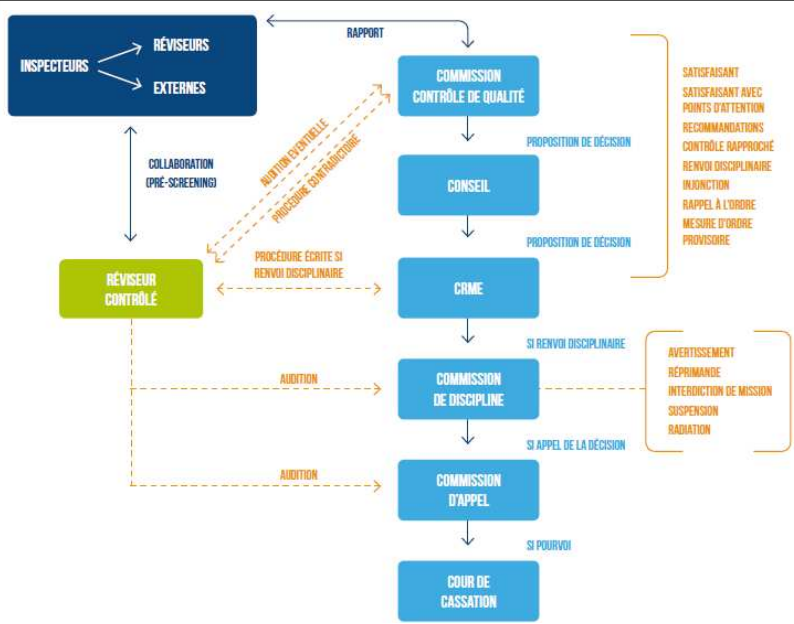 INSPECTEURS
RÉVISEURS
EXTERNES
RAPPORT
COMMISSION
CONTRÔLE DE QUALITÉ
COLLABORATION
(PRÉ-SCREENING)
AUDITION EVENTUELLE
PROCÉDURE CONTRADICTOIRE
PROPOSITION DE DÉCISION
CONSEIL
PROPOSITION DE DÉCISION
SATISFAISANT
SATISFAISANT AVEC
POINTS D'ATTENTION
RECOMMANDATIONS
CONTRÔLE RAPPROCHÉ
RENVOI DISCIPLINAIRE
INJONCTION
RAPPEL À L'ORDRE
MESURE D'ORDRE
PROVISOIRE
RÉVISEUR
CONTRÔLÉ
PROCÉDURE ÉCRITE SI
RENVOI DISCIPLINAIRE
CRME
SI RENVOI DISCIPLINAIRE
AUDITION
COMMISSION
DE DISCIPLINE
AVERTISSEMENT
RÉPRIMANDE
INTERDICTION DE MISSION
SUSPENSION
RADIATION
SI APPEL DE LA DÉCISION
AUDITION
COMMISSION
D'APPEL
SI POURVOI
COUR DE
CASSATION